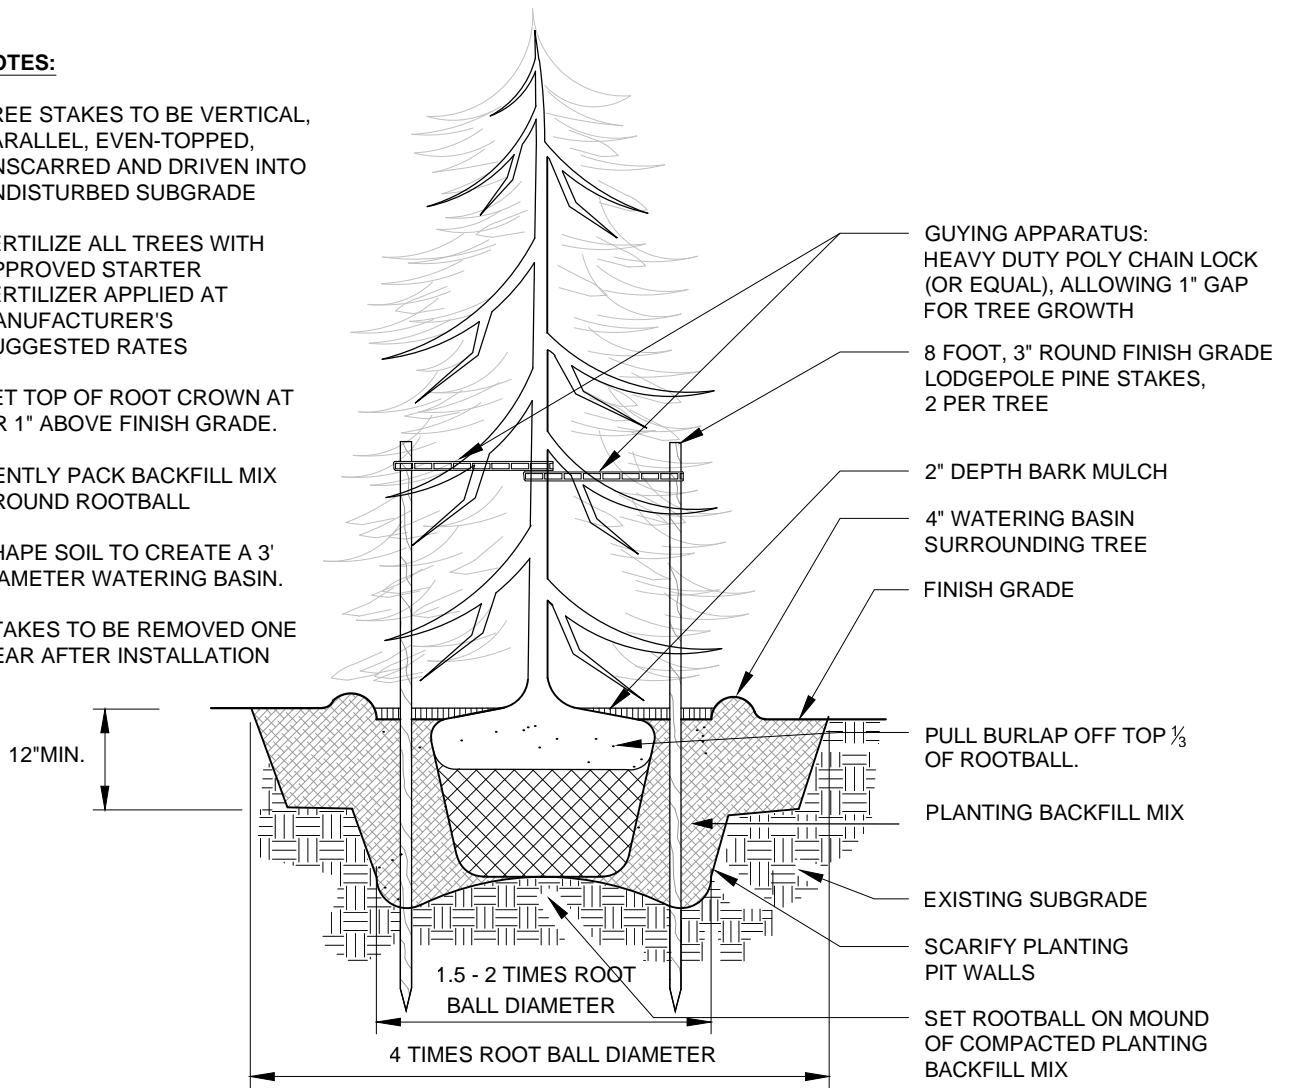 OTES:
REE STAKES TO BE VERTICAL,
ARALLEL, EVEN-TOPPED,
NSCARRED AND DRIVEN INTO
NDISTURBED SUBGRADE
ERTILIZE ALL TREES WITH
PPROVED STARTER
ERTILIZER APPLIED AT
ANUFACTURER'S
UGGESTED RATES
ET TOP OF ROOT CROWN AT
R 1" ABOVE FINISH GRADE.
ENTLY PACK BACKFILL MIX
ROUND ROOTBALL
HAPE SOIL TO CREATE A 3'
IAMETER WATERING BASIN.
TAKES TO BE REMOVED ONE
EAR AFTER INSTALLATION
12"MIN.
GUYING APPARATUS:
HEAVY DUTY POLY CHAIN LOCK
(OR EQUAL), ALLOWING 1" GAP
FOR TREE GROWTH
8 FOOT, 3" ROUND FINISH GRADE
LODGEPOLE PINE STAKES,
2 PER TREE
2" DEPTH BARK MULCH
4" WATERING BASIN
SURROUNDING TREE
FINISH GRADE
PULL BURLAP OFF TOP ⅓
OF ROOTBALL.
PLANTING BACKFILL MIX
EXISTING SUBGRADE
SCARIFY PLANTING
PIT WALLS
SET ROOTBALL ON MOUND
OF COMPACTED PLANTING
BACKFILL MIX
1.5 - 2 TIMES ROOT
BALL DIAMETER
4 TIMES ROOT BALL DIAMETER